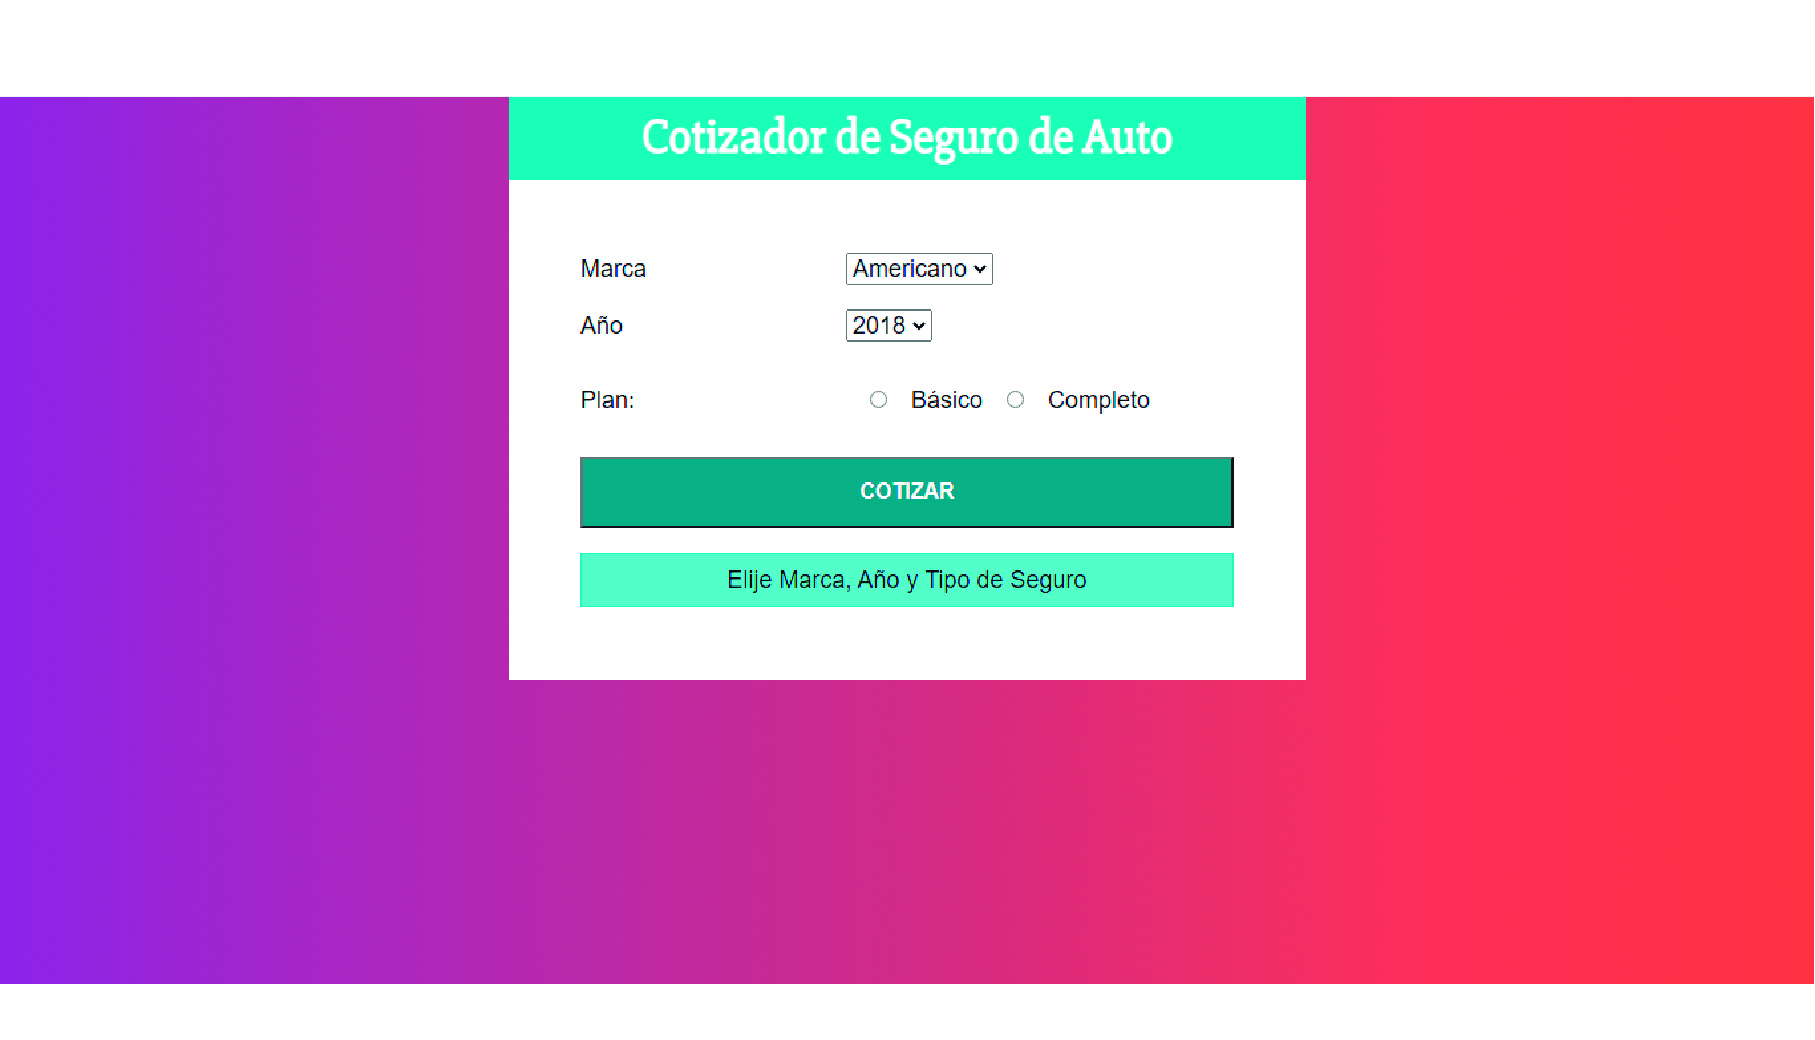 Cotizador de Seguro de Auto
Marca Americano
Año 2018
Plan: Básico Completo
COTIZAR
Elije Marca, Año y Tipo de Seguro